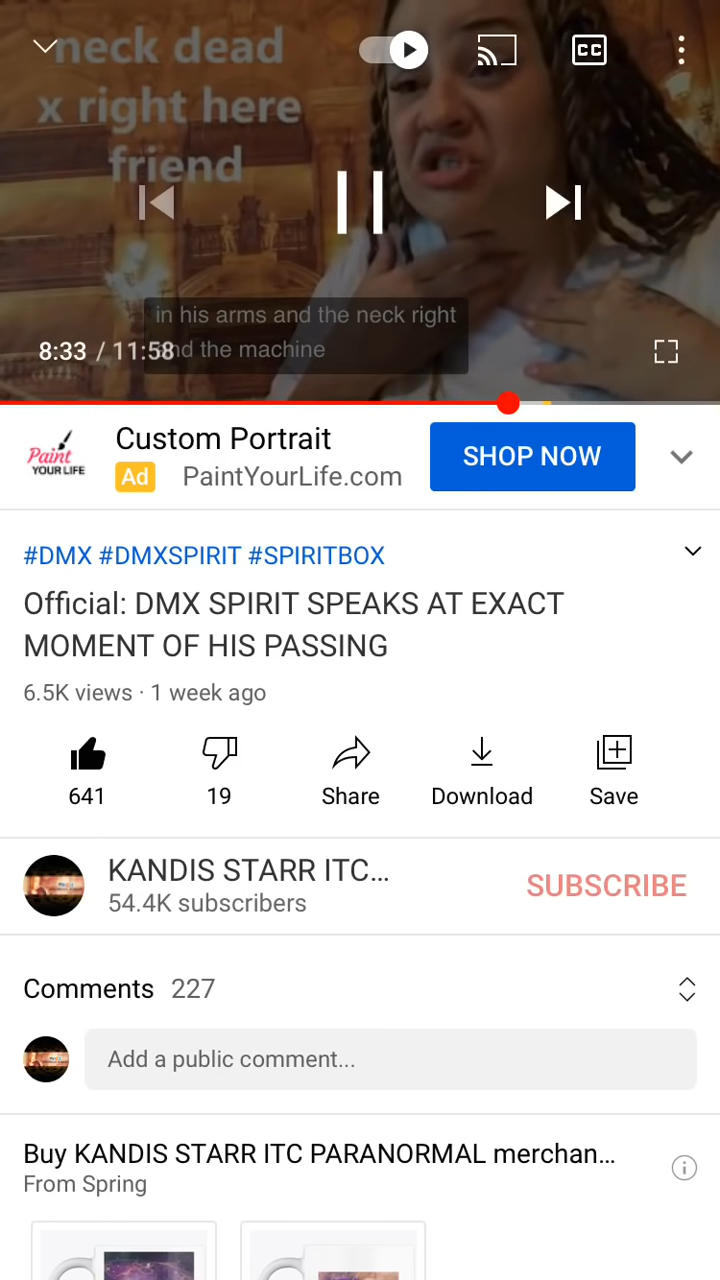 neck dead
x right here
friend
CC
in his arms and the neck right
and the machine
8:33 / 11:58
Paint
YOUR LIFE
Custom Portrait
Ad PaintYourLife.com
SHOP NOW
#DMX #DMXSPIRIT #SPIRITBOX
Official: DMX SPIRIT SPEAKS AT EXACT
MOMENT OF HIS PASSING
6.5K views · 1 week ago
641
19
Share
Download
Save
KANDIS STARR ITC...
54.4K subscribers
SUBSCRIBE
Comments 227
Add a public comment...
Buy KANDIS STARR ITC PARANORMAL merchan...
From Spring